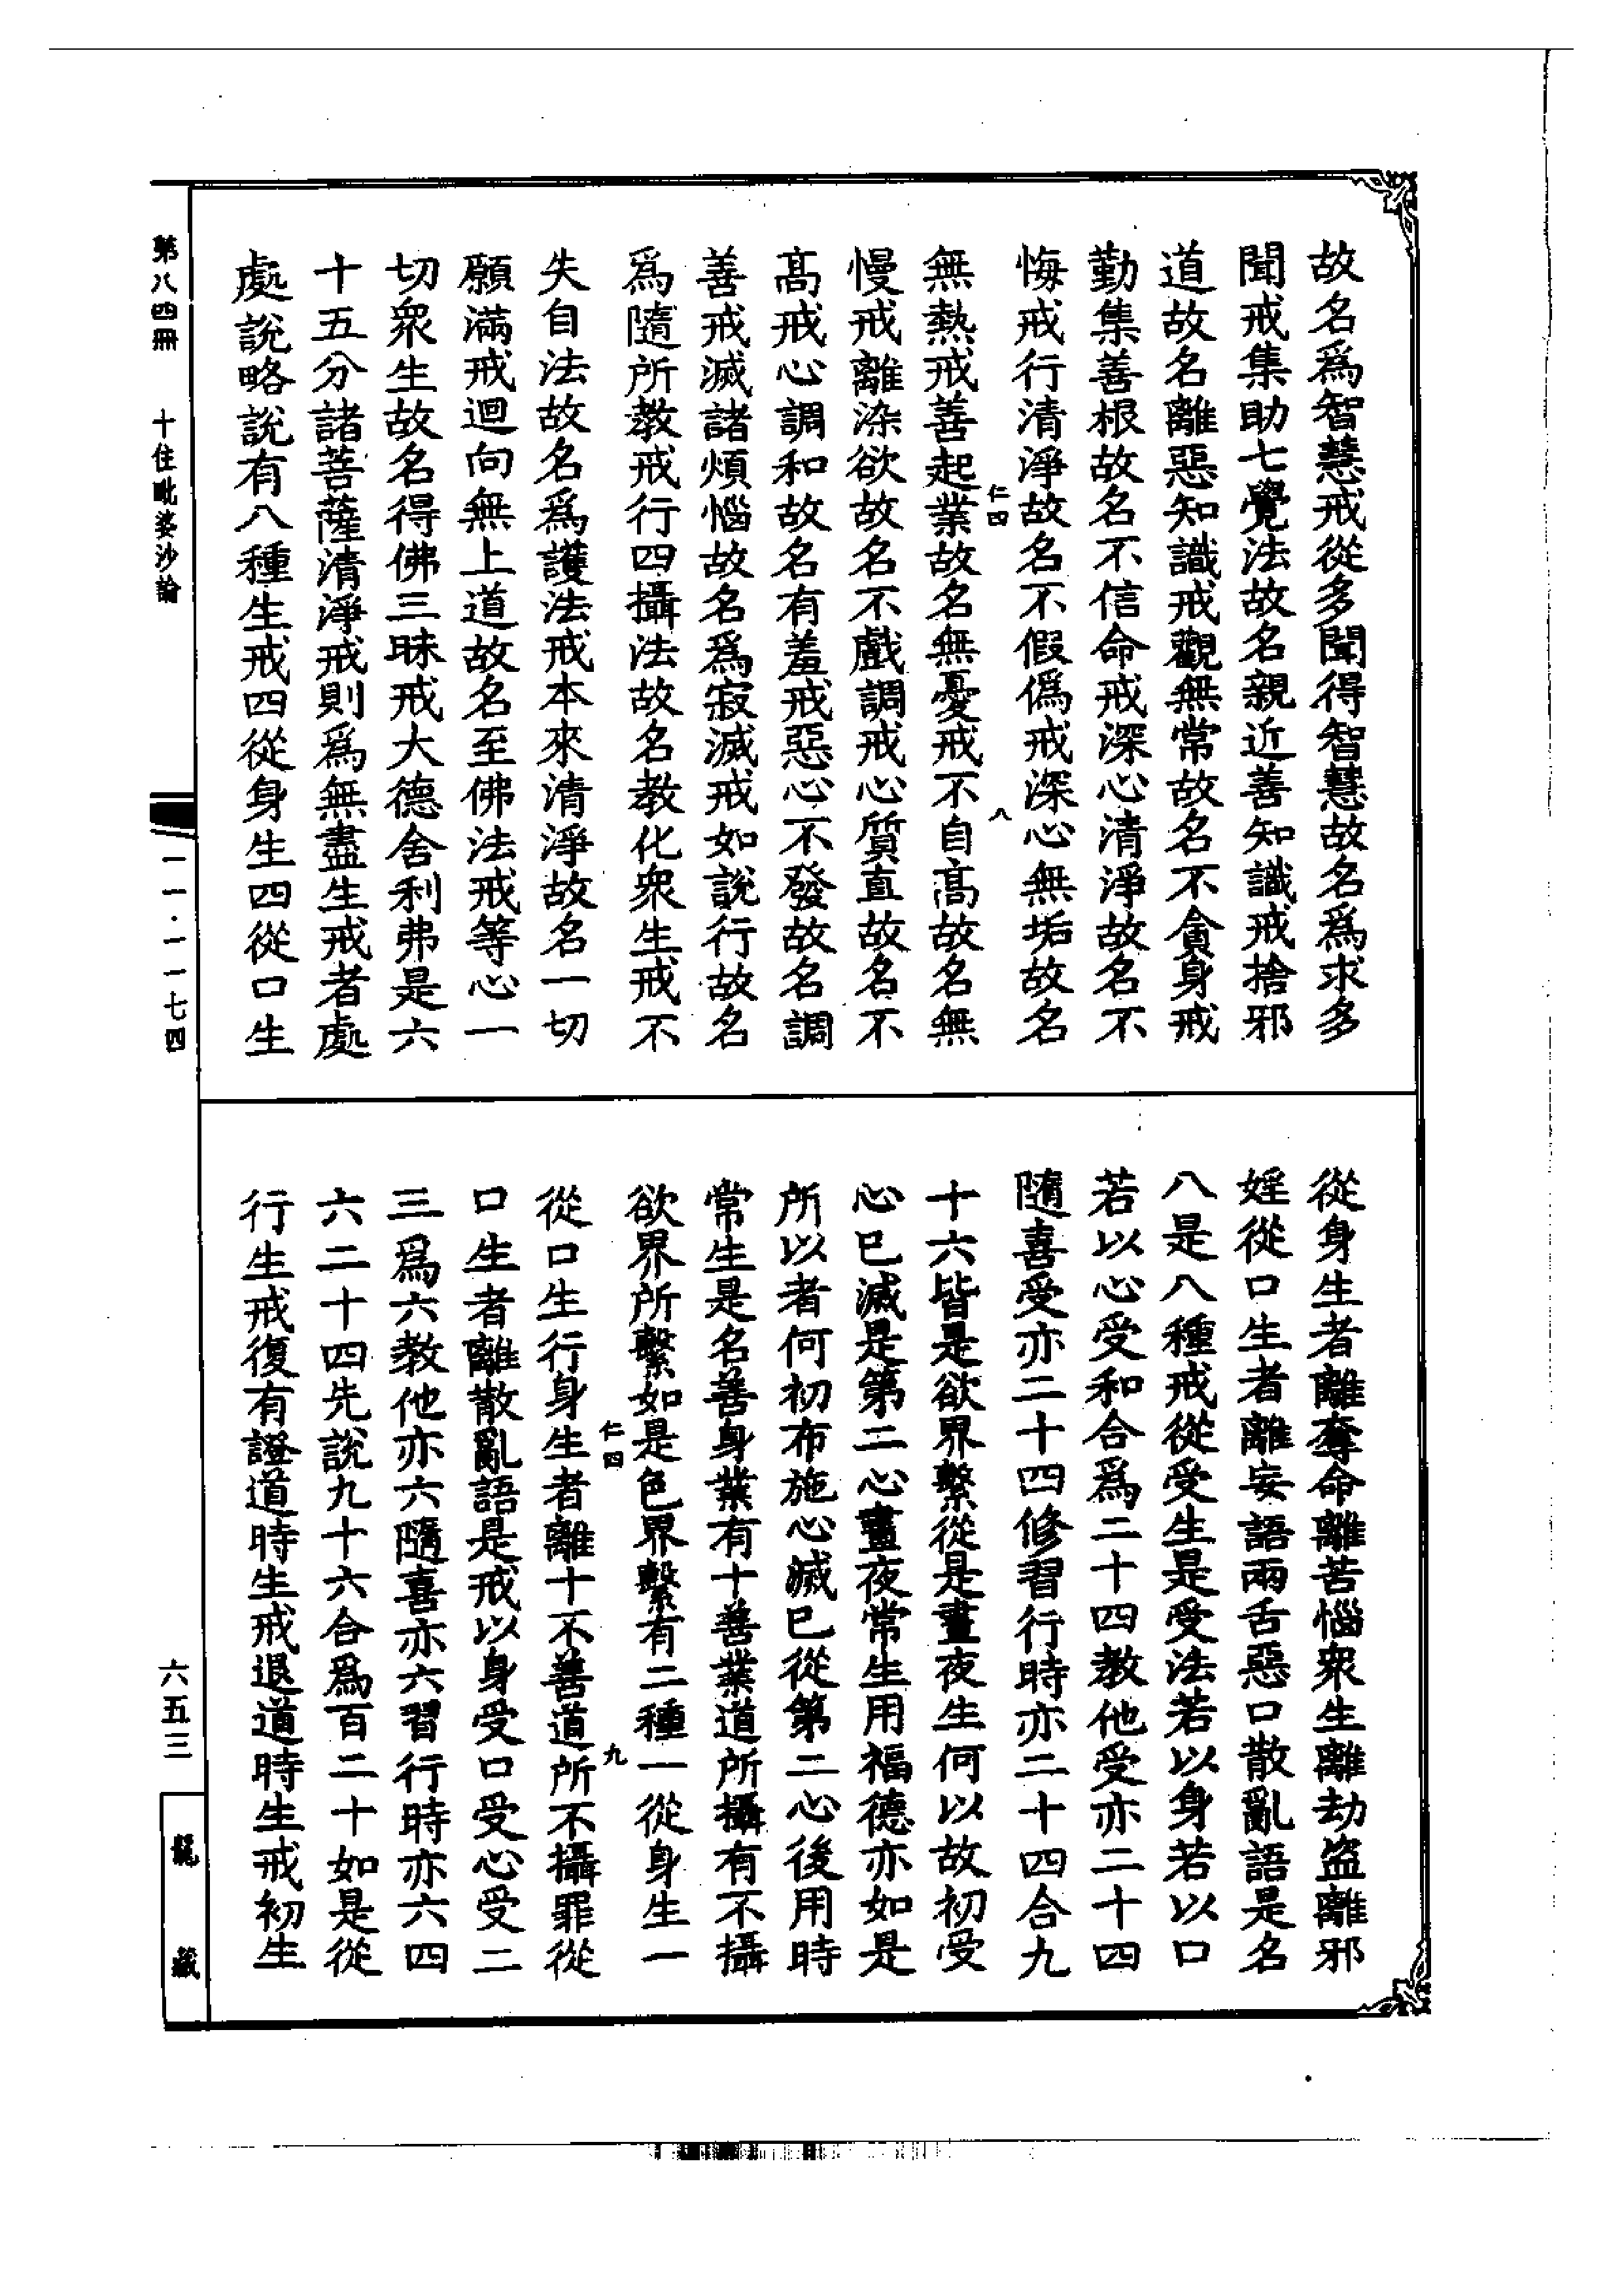 故名爲智慧戒從多聞得智慧故名爲求多
聞戒集助七覺法故名親近善知識戒捨邪
道故名離惡知識戒觀無常故名不貪身戒
勤集善根故名不信命戒深心清淨故名不
悔戒行清淨故名不假僞戒深心無垢故名
仁四
八
無熱戒善起業故名無憂戒不自高故名無
慢戒離染欲故名不戲調戒心質直故名不
高戒心調和故名有羞戒惡心不發故名調
善戒滅諸煩惱故名爲寂滅戒如說行故名
爲隨所教戒行四攝法故名教化衆生戒不
失自法故名爲護法戒本來清淨故名一切
願滿戒迴向無上道故名至佛法戒等心一
切衆生故名得佛三昧戒大德舍利弗是六
十五分諸菩薩清淨戒則爲無盡生戒者處
處說略說有八種生戒四從身生四從口生
從身生者離奪命離苦惱衆生離劫盜離邪
婬從口生者離妄語兩舌惡口散亂語是名
八是八種戒從受生是受法若以身若以口
若以心受和合爲二十四教他受亦二十四
隨喜受亦二十四修習行時亦二十四合九
十六皆是欲界繫從是晝夜生何以故初受
心已滅是第二心晝夜常生用福德亦如是
所以者何初布施心滅已從第二心後用時
常生是名善身業有十善業道所攝有不攝
欲界所繫如是色界繫有二種一從身生一
仁四
九
從口生行身生者離十不善道所不攝罪從
口生者離散亂語是戒以身受口受心受二
三爲六教他亦六隨喜亦六習行時亦六四
六二十四先說九十六合爲百二十如是從
行生戒復有證道時生戒退道時生戒初生
第八四冊
十住毗婆沙論
一一·一一七四
六五三
龍藏